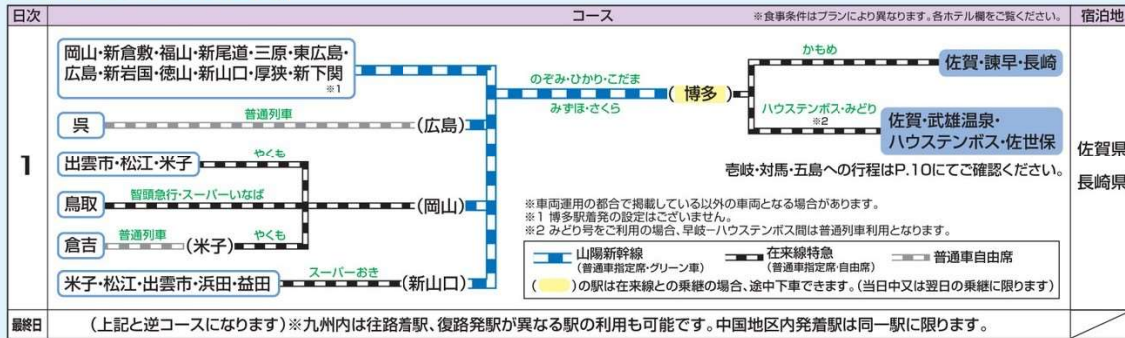 日次
コース
※食事条件はプランにより異なります。各ホテル欄をご覧ください。
宿泊地
1
岡山・新倉敷・福山・新尾道・三原・東広島・
広島・新岩国・徳山・新山口・厚狭・新下関
※1
のぞみ・ひかり・こだま
みずほ・さくら
(博多)
かもめ
佐賀・諫早・長崎
ハウステンボス・みどり
※2
佐賀・武雄温泉・
ハウステンボス・佐世保
呉
普通列車
(広島)
出雲市・松江・米子
やくも
鳥取
智頭急行・スーパーいなば
(岡山)
倉吉
普通列車
(米子)
やくも
米子・松江・出雲市・浜田・益田
スーパーおき
(新山口)
壱岐・対馬・五島への行程はP.10にてご確認ください。
佐賀県
長崎県
※車両運用の都合で掲載している以外の車両となる場合があります。
※1 博多駅着発の設定はございません。
※2 みどり号をご利用の場合、早岐ーハウステンボス間は普通列車利用となります。
山陽新幹線
(普通車指定席・グリーン車)
在来線特急
(普通車指定席・自由席)
普通車自由席
( )の駅は在来線との乗継の場合、途中下車できます。(当日中又は翌日の乗継に限ります)
最終日
(上記と逆コースになります)※九州内は往路着駅、復路発駅が異なる駅の利用も可能です。中国地区内発着駅は同一駅に限ります。